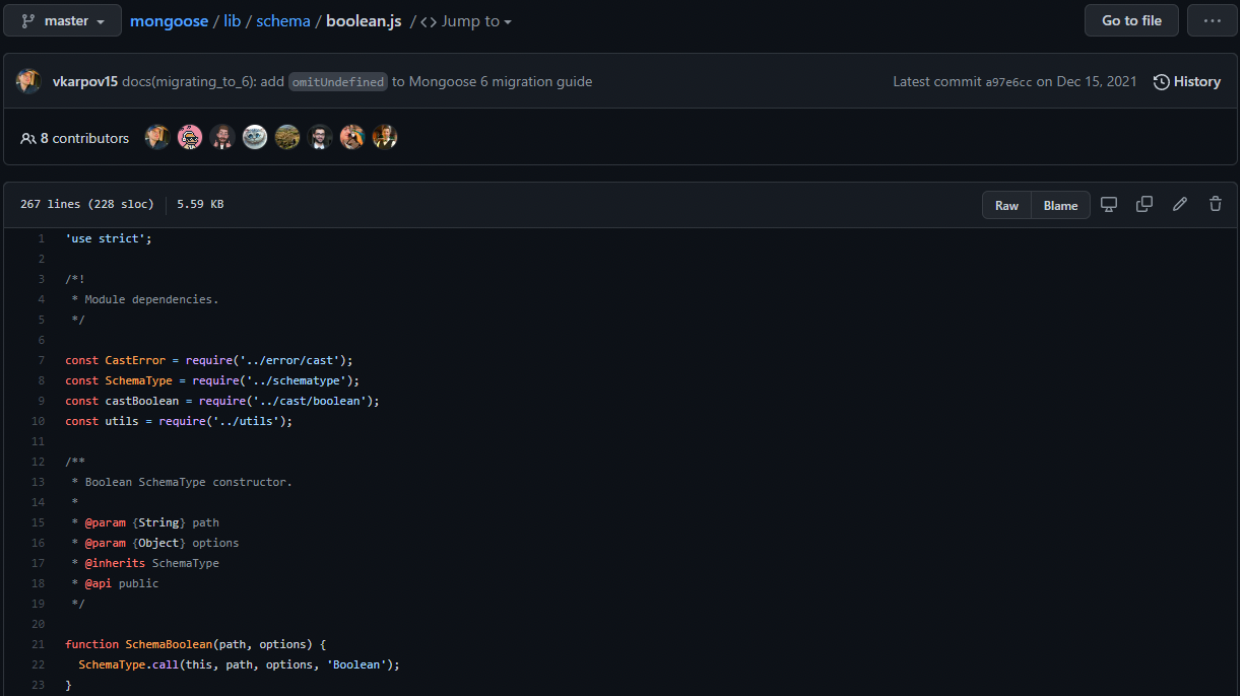 master
mongoose / lib / schema / boolean.js / <> Jump to
Go to file
...
vkarpov15 docs(migrating_to_6): add omitUndefined to Mongoose 6 migration guide
Latest commit a97e6cc on Dec 15, 2021
History
8 contributors
267 lines (228 sloc) | 5.59 KB
Raw
Blame
1 'use strict';
2
3 /*!
4 * Module dependencies.
5 */
6
7 const CastError = require('../error/cast');
8 const SchemaType = require('../schematype');
9 const castBoolean = require('../cast/boolean');
10 const utils = require('../utils');
11
12 /**
13 * Boolean SchemaType constructor.
14 *
15 * @param {String} path
16 * @param {Object} options
17 * @inherits SchemaType
18 * @api public
19 */
20
21 function SchemaBoolean(path, options) {
22 SchemaType.call(this, path, options, 'Boolean');
23 }